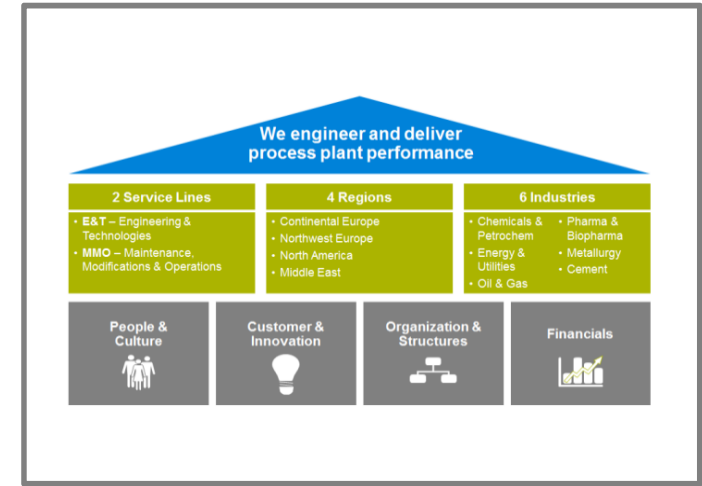 We engineer and deliver
process plant performance
2 Service Lines
• E&T – Engineering &
Technologies
• MMO – Maintenance,
Modifications & Operations
4 Regions
• Continental Europe
• Northwest Europe
• North America
• Middle East
6 Industries
• Chemicals &
Petrochem
• Energy &
Utilities
• Oil & Gas
• Pharma &
Biopharma
• Metallurgy
• Cement
People &
Culture
Customer &
Innovation
Organization &
Structures
Financials